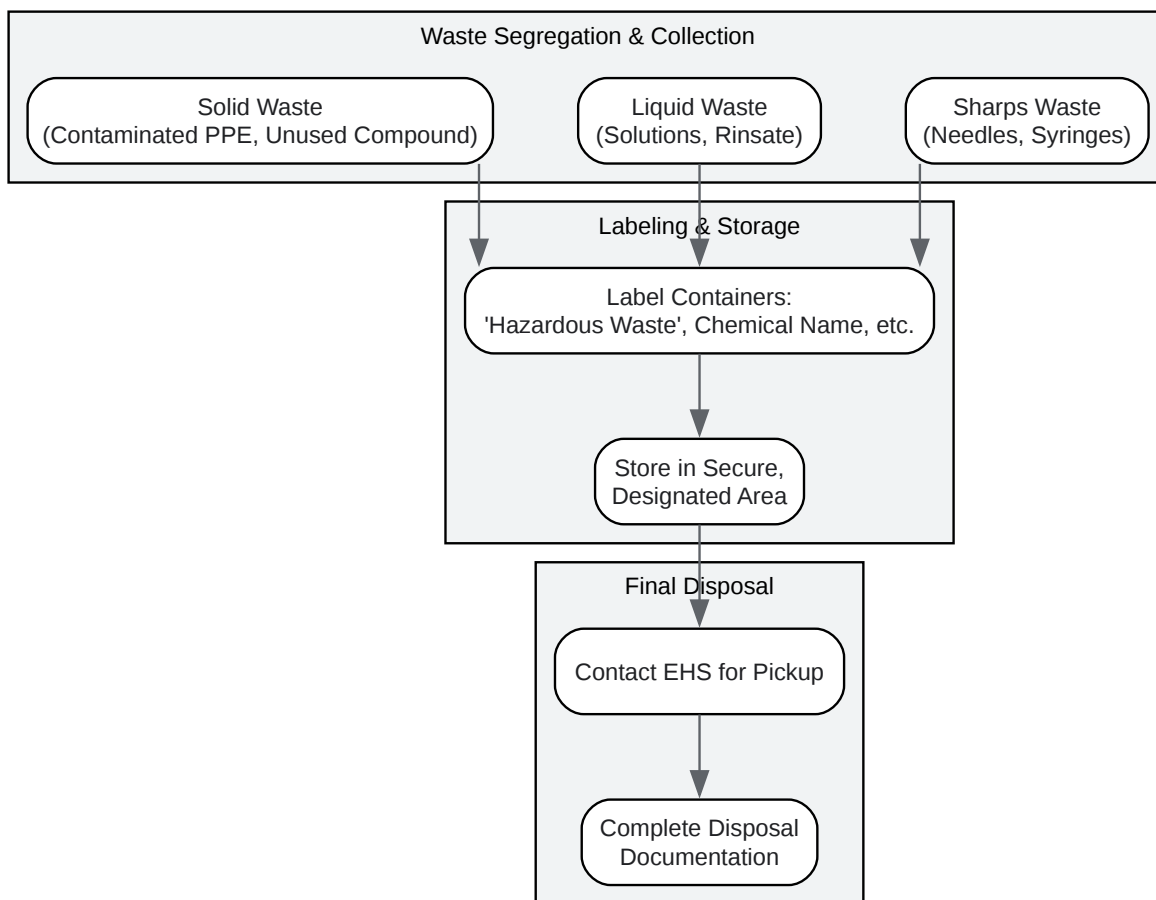 Waste Segregation & Collection
Solid Waste
(Contaminated PPE, Unused Compound)
Liquid Waste
(Solutions, Rinsate)
Sharps Waste
(Needles, Syringes)
Labeling & Storage
Label Containers:
'Hazardous Waste', Chemical Name, etc.
Store in Secure,
Designated Area
Final Disposal
Contact EHS for Pickup
Complete Disposal
Documentation